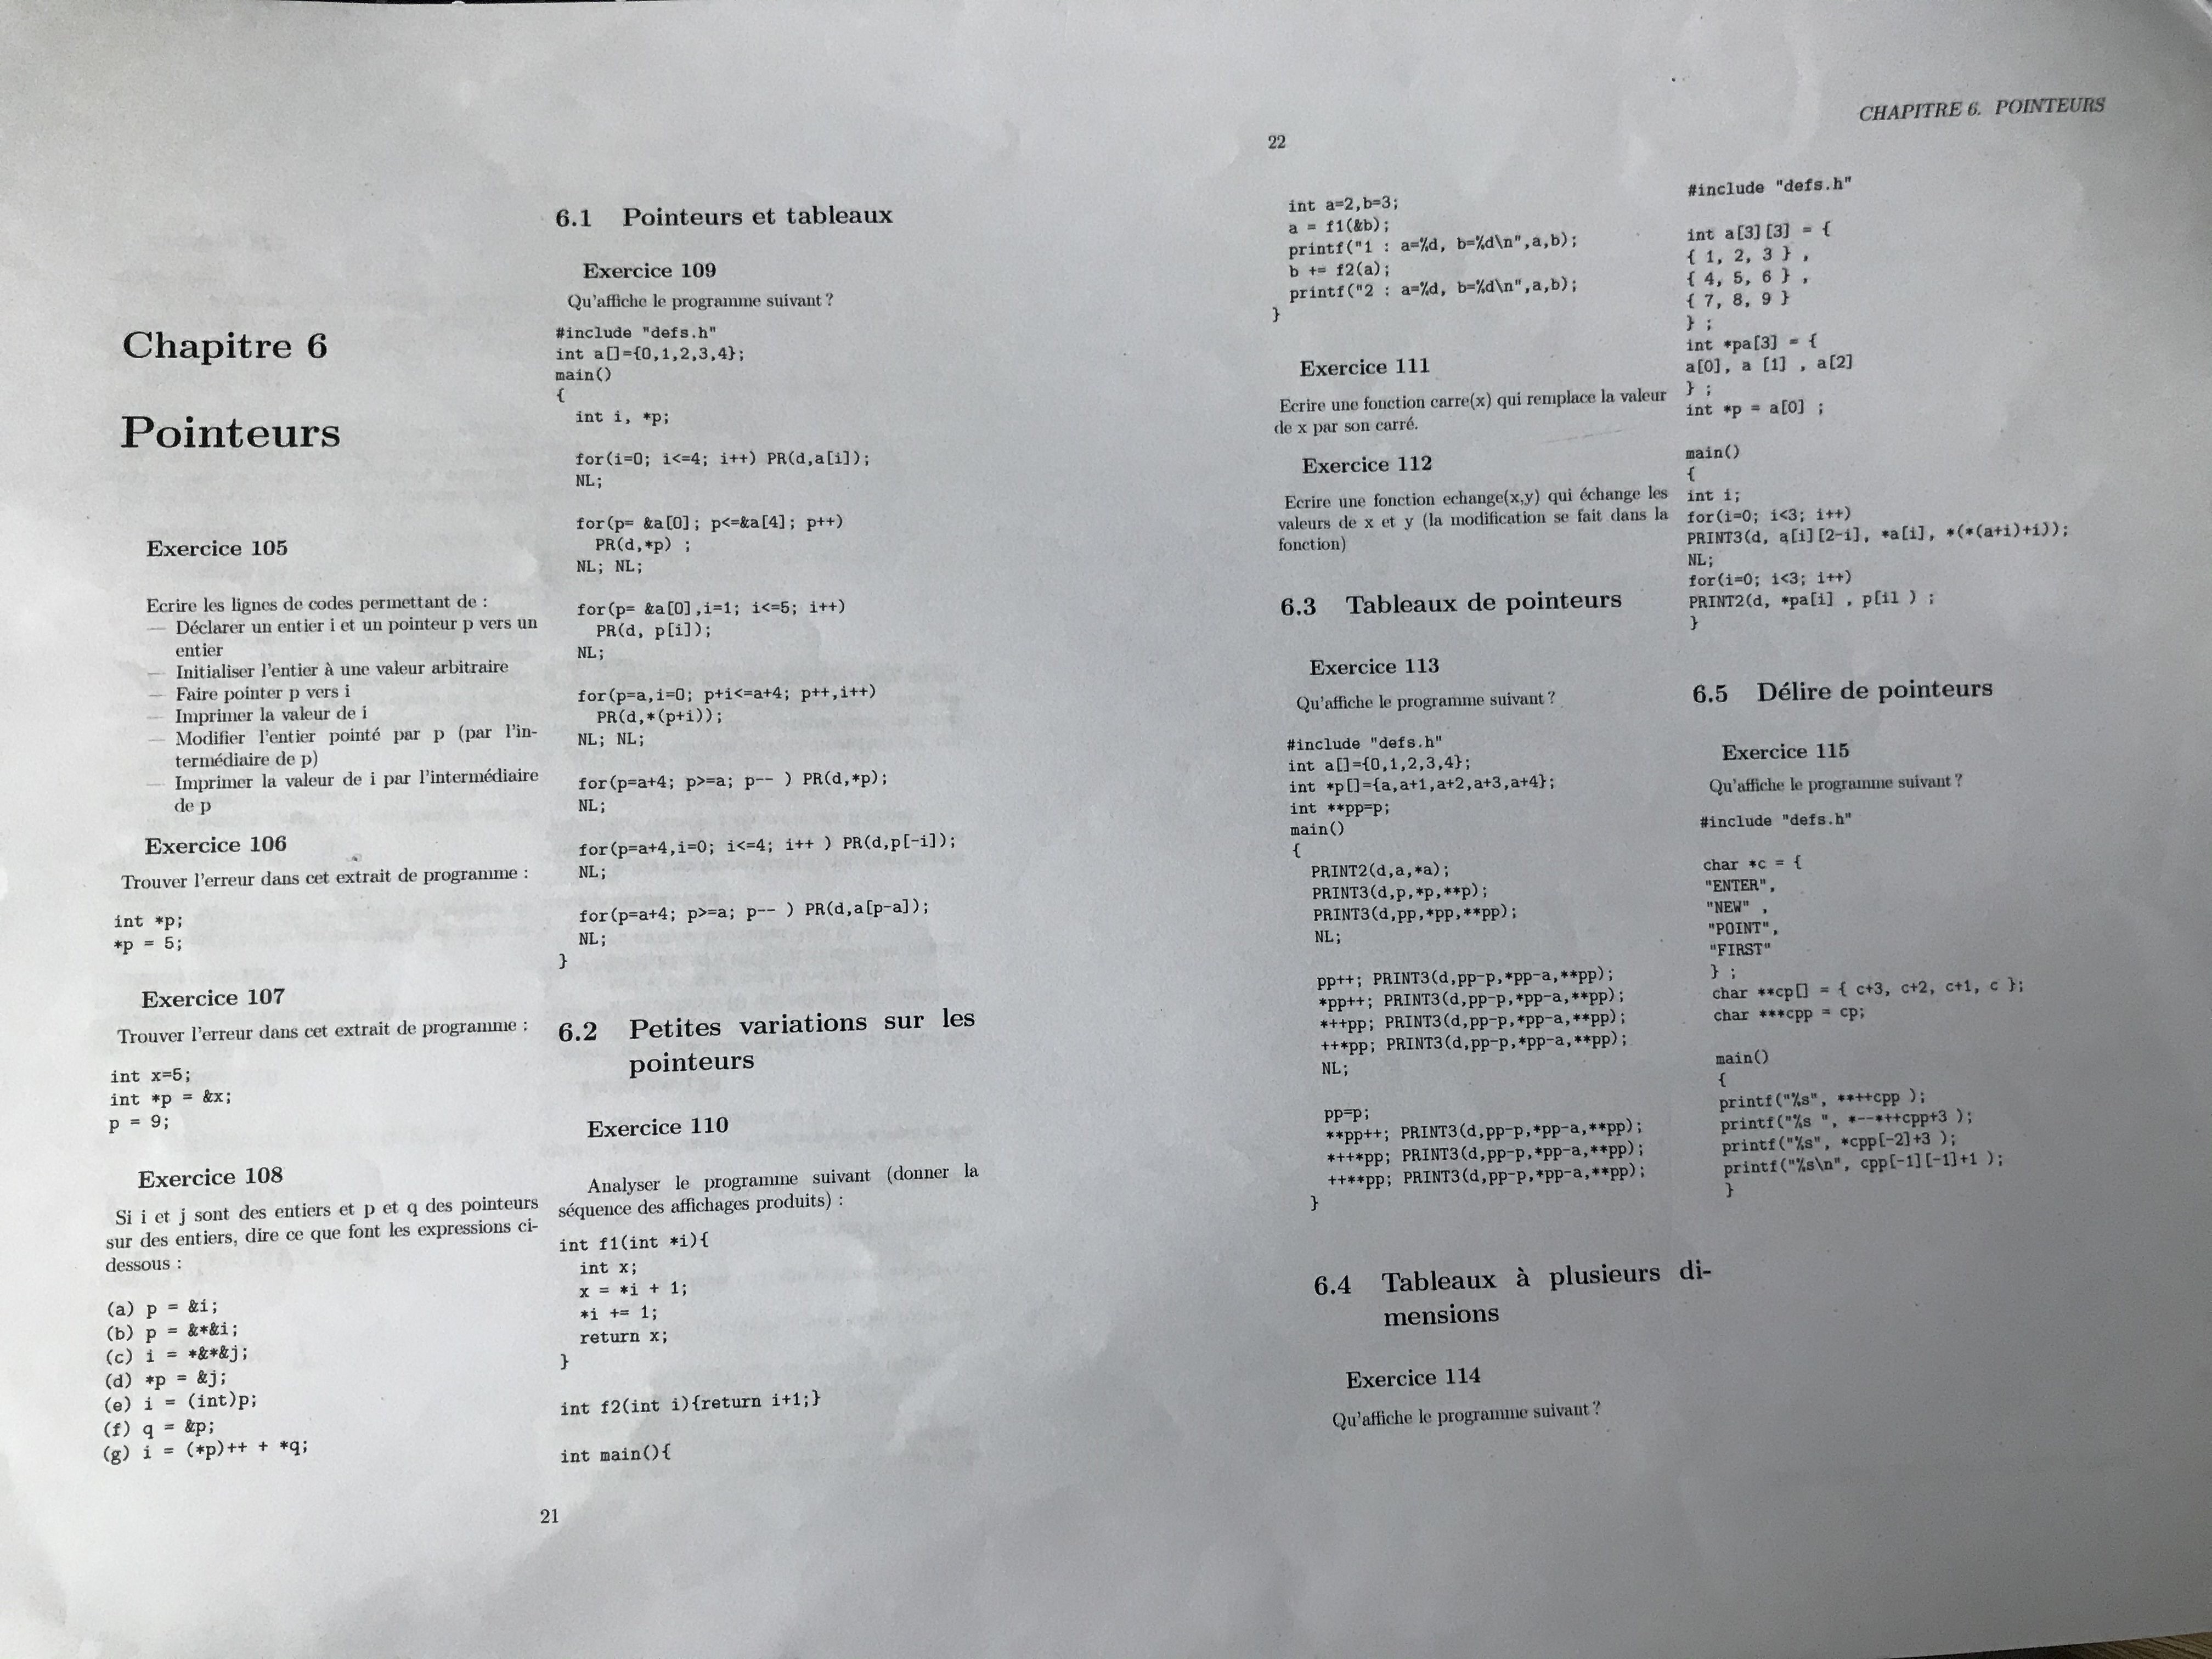 Chapitre 6
Pointeurs
Exercice 105
Ecrire les lignes de codes permettant de :
— Déclarer un entier i et un pointeur p vers un
entier
— Initialiser l'entier à une valeur arbitraire
— Faire pointer p vers i
— Imprimer la valeur de i
— Modifier l'entier pointé par p (par l'in-
termédiaire de p)
— Imprimer la valeur de i par l'intermédiaire
de p
Exercice 106
Trouver l'erreur dans cet extrait de programme :
int *p;
*p = 5;
Exercice 107
Trouver l'erreur dans cet extrait de programme :
int x=5;
int *p = &x;
p = 9;
Exercice 108
Si i et j sont des entiers et p et q des pointeurs
sur des entiers, dire ce que font les expressions ci-
dessous :
(a) p = &i;
(b) p = &*&i;
(c) i = *&*&j;
(d) *p = &j;
(e) i = (int)p;
(f) q = &p;
(g) i = (*p)++ + *q;
6.1 Pointeurs et tableaux
Exercice 109
Qu'affiche le programme suivant ?
#include "defs.h"
int a[]={0,1,2,3,4};
main()
{
int i, *p;
for(i=0; i<=4; i++) PR(d,a[i]);
NL;
for(p= &a[0]; p<=&a[4]; p++)
PR(d,*p) ;
NL; NL;
for(p= &a[0],i=1; i<=5; i++)
PR(d, p[i]);
NL;
for(p=a,i=0; p+i<=a+4; p++,i++)
PR(d,*(p+i));
NL; NL;
for(p=a+4; p>=a; p-- ) PR(d,*p);
NL;
for(p=a+4,i=0; i<=4; i++ ) PR(d,p[-i]);
NL;
for(p=a+4; p>=a; p-- ) PR(d,a[p-a]);
NL;
}
6.2 Petites variations sur les
pointeurs
Exercice 110
Analyser le programme suivant (donner la
séquence des affichages produits) :
int f1(int *i){
int x;
x = *i + 1;
*i += 1;
return x;
}
int f2(int i){return i+1;}
int main(){
21
22
CHAPITRE 6. POINTEURS
int a=2,b=3;
a = f1(&b);
printf("1 : a=%d, b=%d\n",a,b);
b += f2(a);
printf("2 : a=%d, b=%d\n",a,b);
}
Exercice 111
Ecrire une fonction carre(x) qui remplace la valeur
de x par son carré.
Exercice 112
Ecrire une fonction echange(x,y) qui échange les
valeurs de x et y (la modification se fait dans la
fonction)
6.3 Tableaux de pointeurs
Exercice 113
Qu'affiche le programme suivant ?
#include "defs.h"
int a[]={0,1,2,3,4};
int *p[]={a,a+1,a+2,a+3,a+4};
int **pp=p;
main()
{
PRINT2(d,a,*a);
PRINT3(d,p,*p,**p);
PRINT3(d,pp,*pp,**pp);
NL;
pp++; PRINT3(d,pp-p,*pp-a,**pp);
*pp++; PRINT3(d,pp-p,*pp-a,**pp);
*++pp; PRINT3(d,pp-p,*pp-a,**pp);
++*pp; PRINT3(d,pp-p,*pp-a,**pp);
NL;
pp=p;
**pp++; PRINT3(d,pp-p,*pp-a,**pp);
*++*pp; PRINT3(d,pp-p,*pp-a,**pp);
++**pp; PRINT3(d,pp-p,*pp-a,**pp);
}
6.4 Tableaux à plusieurs di-
mensions
Exercice 114
Qu'affiche le programme suivant ?
#include "defs.h"
int a[3][3] = {
{ 1, 2, 3 } ,
{ 4, 5, 6 } ,
{ 7, 8, 9 }
} ;
int *pa[3] = {
a[0], a [1] , a[2]
} ;
int *p = a[0] ;
main()
{
int i;
for(i=0; i<3; i++)
PRINT3(d, a[i][2-i], *a[i], *(*(a+i)+i));
NL;
for(i=0; i<3; i++)
PRINT2(d, *pa[i] , p[i1 ) ;
}
6.5 Délire de pointeurs
Exercice 115
Qu'affiche le programme suivant ?
#include "defs.h"
char *c = {
"ENTER",
"NEW" ,
"POINT",
"FIRST"
} ;
char **cp[] = { c+3, c+2, c+1, c };
char ***cpp = cp;
main()
{
printf("%s", **++cpp );
printf("%s ", *--*++cpp+3 );
printf("%s", *cpp[-2]+3 );
printf("%s\n", cpp[-1][-1]+1 );
}